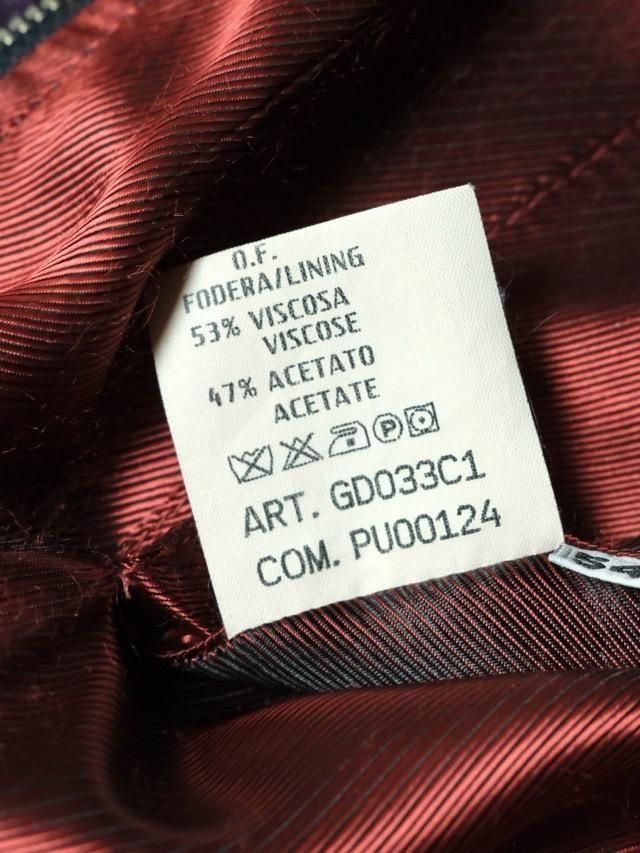 O.F.
FODERA/LINING
53% VISCOSA
VISCOSE
47% ACETATO
ACETATE
P
ART. GD033C1
COM. PU00124